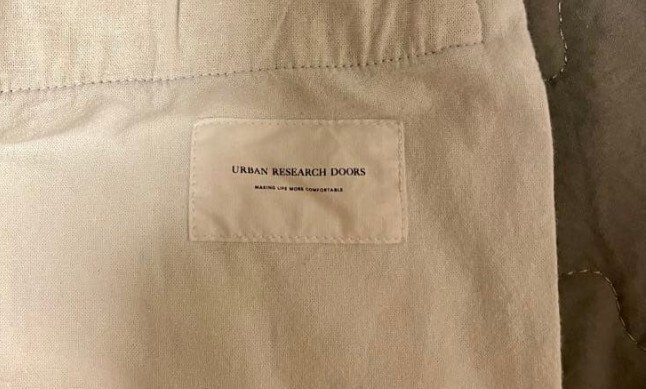 URBAN RESEARCH DOORS
MAKING LIFE MORE COMFORTABLE